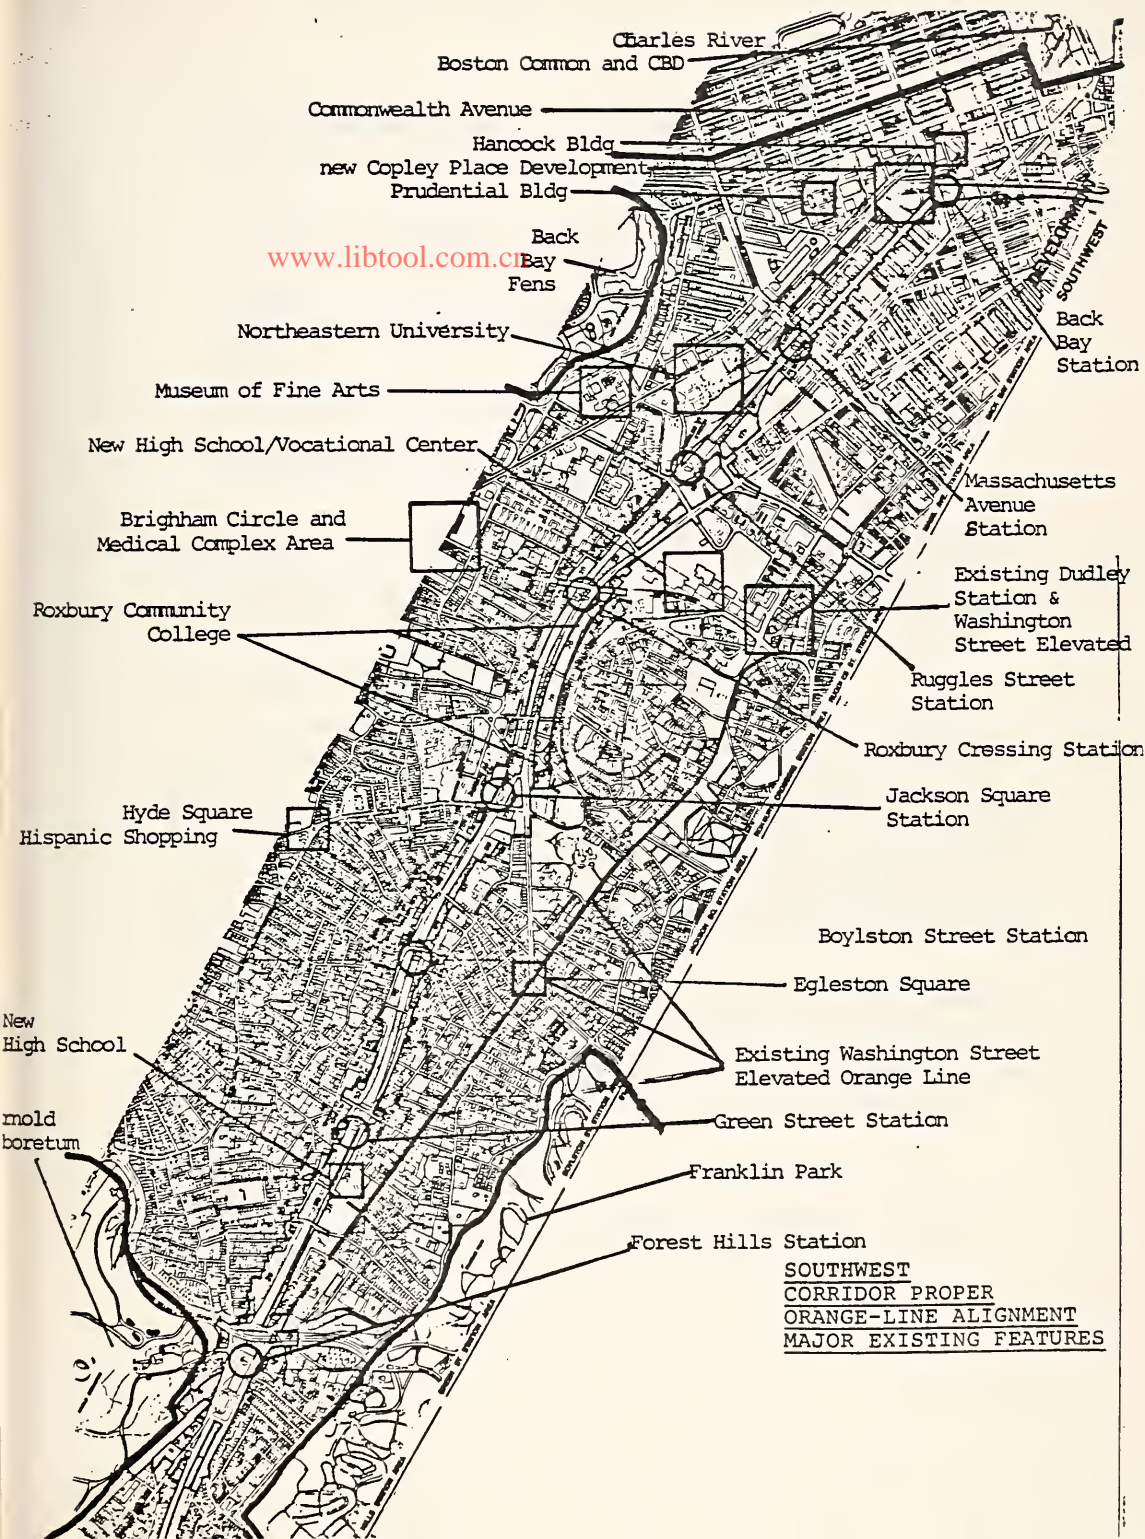 Charles River
Boston Common and CBD
Commonwealth Avenue
Hancock Bldg
new Copley Place Development
Prudential Bldg
www.libtool.com.cn
Back
Bay
Fens
DEVELOPMENT
SOUTHWEST
Northeastern University
Back
Bay
Station
Museum of Fine Arts
New High School/Vocational Center
Massachusetts
Avenue
Station
Brighham Circle and
Medical Complex Area
Existing Dudley
Station &
Washington
Street Elevated
Roxbury Community
College
Ruggles Street
Station
Roxbury Cressing Station
Jackson Square
Station
Hyde Square
Hispanic Shopping
Boylston Street Station
Egleston Square
New
High School
Existing Washington Street
Elevated Orange Line
mold
boretum
Green Street Station
Franklin Park
Forest Hills Station
SOUTHWEST
CORRIDOR PROPER
ORANGE-LINE ALIGNMENT
MAJOR EXISTING FEATURES